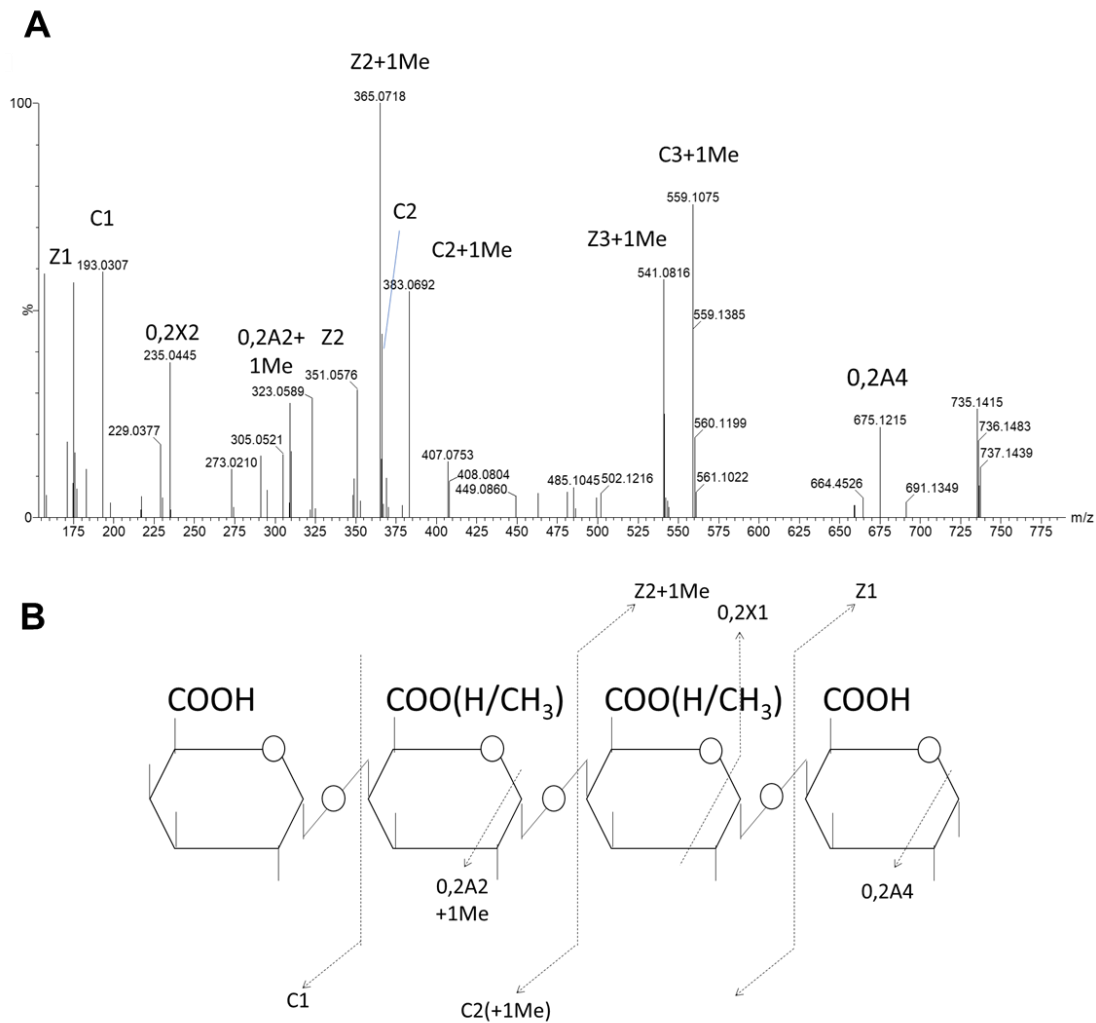 A
Z2+1Me
365.0718
100
C3+1Me
559.1075
C1
C2
Z3+1Me
C2+1Me
Z1
193.0307
541.0816
383.0692
%
559.1385
0,2X2
235.0445
0,2A2+
1Me
Z2
323.0589
351.0576
0,2A4
675.1215
735.1415
229.0377
560.1199
736.1483
305.0521
737.1439
407.0753
273.0210
408.0804
485.1045
502.1216
561.1022
664.4526
449.0860
691.1349
0
175 200 225 250 275 300 325 350 375 400 425 450 475 500 525 550 575 600 625 650 675 700 725 750 775
m/z
B
Z2+1Me
0,2X1
Z1
COOH COO(H/CH₃) COO(H/CH₃) COOH
0,2A2
+1Me
0,2A4
C1
C2(+1Me)